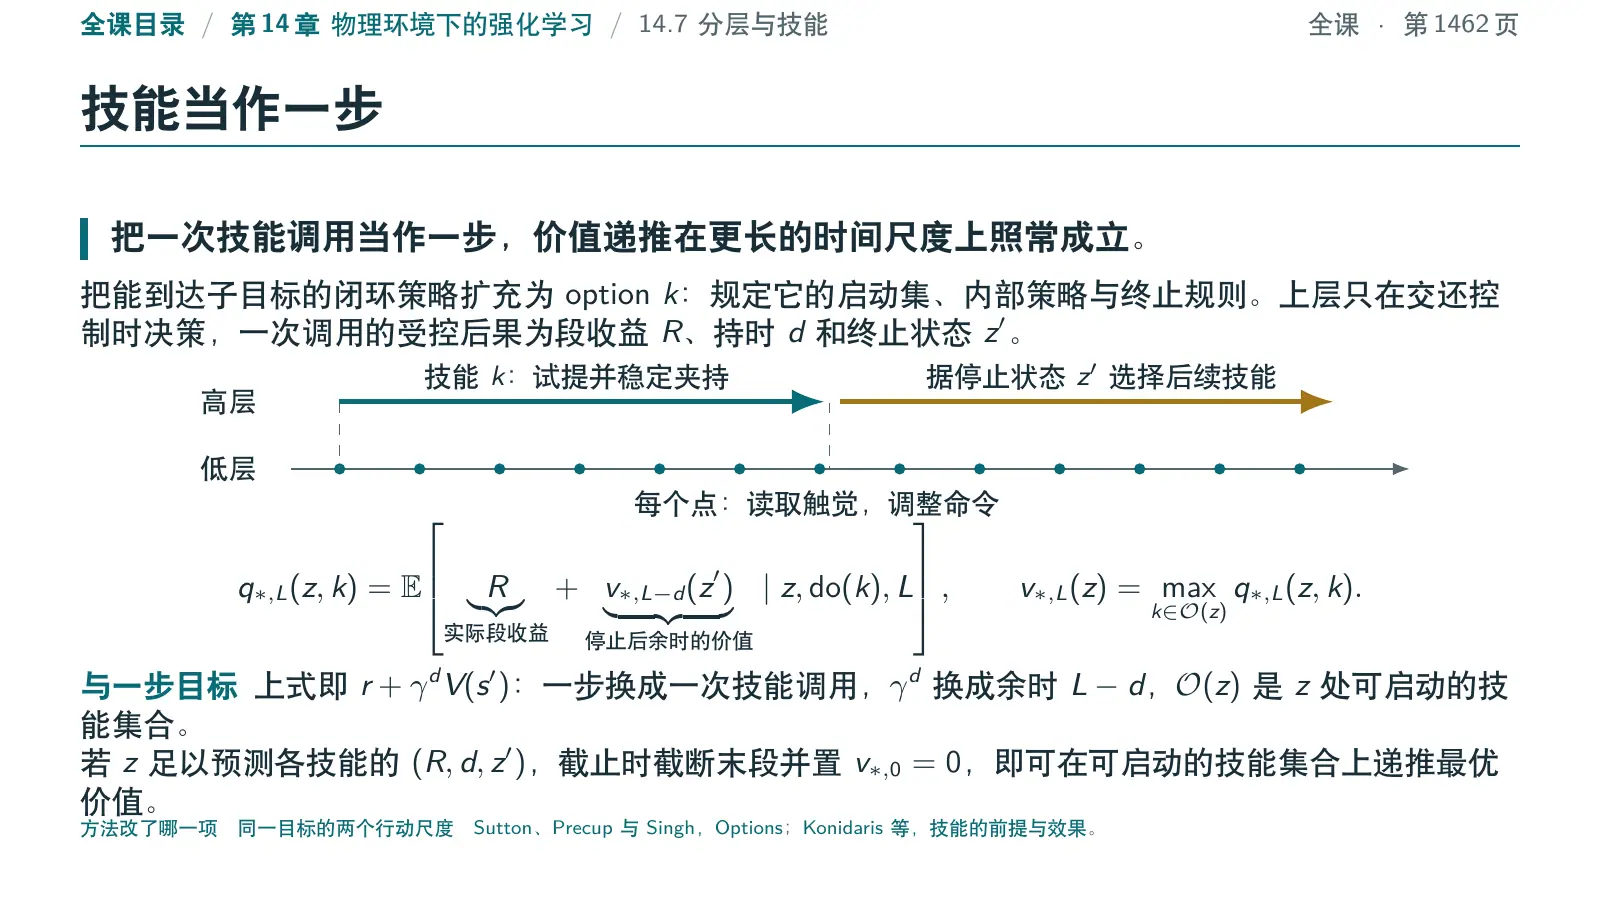 全课目录 / 第 14 章 物理环境下的强化学习 / 14.7 分层与技能
全课 · 第 1462 页
技能当作一步
把一次技能调用当作一步，价值递推在更长的时间尺度上照常成立。
把能到达子目标的闭环策略扩充为 option k：规定它的启动集、内部策略与终止规则。上层只在交还控
制时决策，一次调用的受控后果为段收益 R、持时 d 和终止状态 z′。
技能 k：试提并稳定夹持
据停止状态 z′ 选择后续技能
高层
低层
每个点：读取触觉，调整命令
q∗,L(z, k) = 𝔼[R + v∗,L−d(z′) | z, do(k), L], v∗,L(z) = max k∈𝒪(z) q∗,L(z, k).
实际段收益
停止后余时的价值
与一步目标 上式即 r + γ^d V(s′)：一步换成一次技能调用，γ^d 换成余时 L − d，𝒪(z) 是 z 处可启动的技
能集合。
若 z 足以预测各技能的 (R, d, z′)，截止时截断末段并置 v∗,0 = 0，即可在可启动的技能集合上递推最优
价值。
方法改了哪一项 同一目标的两个行动尺度 Sutton、Precup 与 Singh，Options；Konidaris 等，技能的前提与效果。